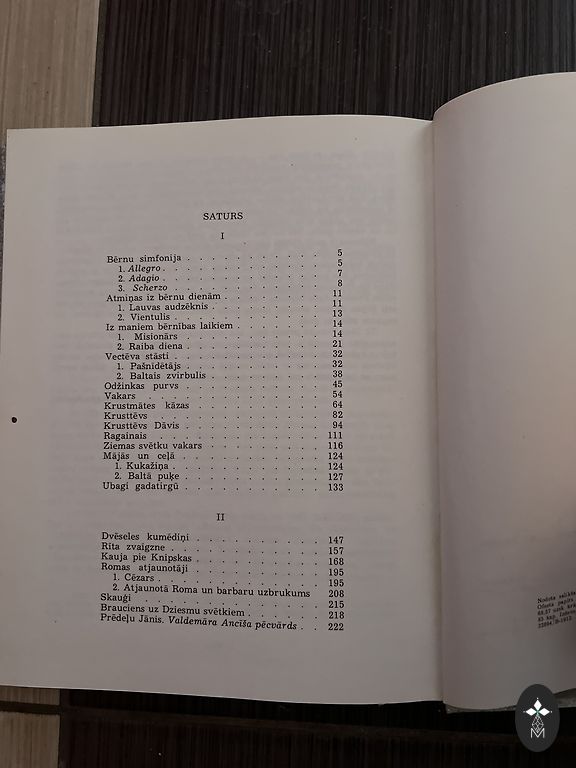 SATURS
I
Bērnu simfonija . . . . . . . . . . . 5
1. Allegro . . . . . . . . . . . . 5
2. Adagio . . . . . . . . . . . . 7
3. Scherzo . . . . . . . . . . . 8
Atmiņas iz bērnu dienām . . . . . . . . 11
1. Lauvas audzēknis . . . . . . . . . 11
2. Vientulis . . . . . . . . . . . 13
Iz maniem bērnības laikiem . . . . . . . 14
1. Misionārs . . . . . . . . . . . 14
2. Raiba diena . . . . . . . . . . 21
Vectēva stāsti . . . . . . . . . . . . 32
1. Pašnīdētājs . . . . . . . . . . . 32
2. Baltais zvirbulis . . . . . . . . . 38
Odžinkas purvs . . . . . . . . . . . 45
Vakars . . . . . . . . . . . . . . 54
Krustmātes kāzas . . . . . . . . . . 64
Krusttēvs . . . . . . . . . . . . . 82
Krusttēvs Dāvis . . . . . . . . . . . 94
Ragainais . . . . . . . . . . . . . 111
Ziemas svētku vakars . . . . . . . . . 116
Mājās un ceļā . . . . . . . . . . . . 124
1. Kukažiņa . . . . . . . . . . . . 124
2. Baltā puķe . . . . . . . . . . . 127
Ubagi gadatirgū . . . . . . . . . . . 133
II
Dvēseles kumēdiņi . . . . . . . . . . 147
Rīta zvaigzne . . . . . . . . . . . . 157
Kauja pie Knipskas . . . . . . . . . . 168
Romas atjaunotāji . . . . . . . . . . 195
1. Cēzars . . . . . . . . . . . . . 195
2. Atjaunotā Roma un barbaru uzbrukums 208
Skauģi . . . . . . . . . . . . . . 215
Brauciens uz Dziesmu svētkiem . . . . . . 218
Prēdeļu Jānis. Valdemāra Ancīša pēcvārds . . 222
Nodota salikša
Ofseta papīrs